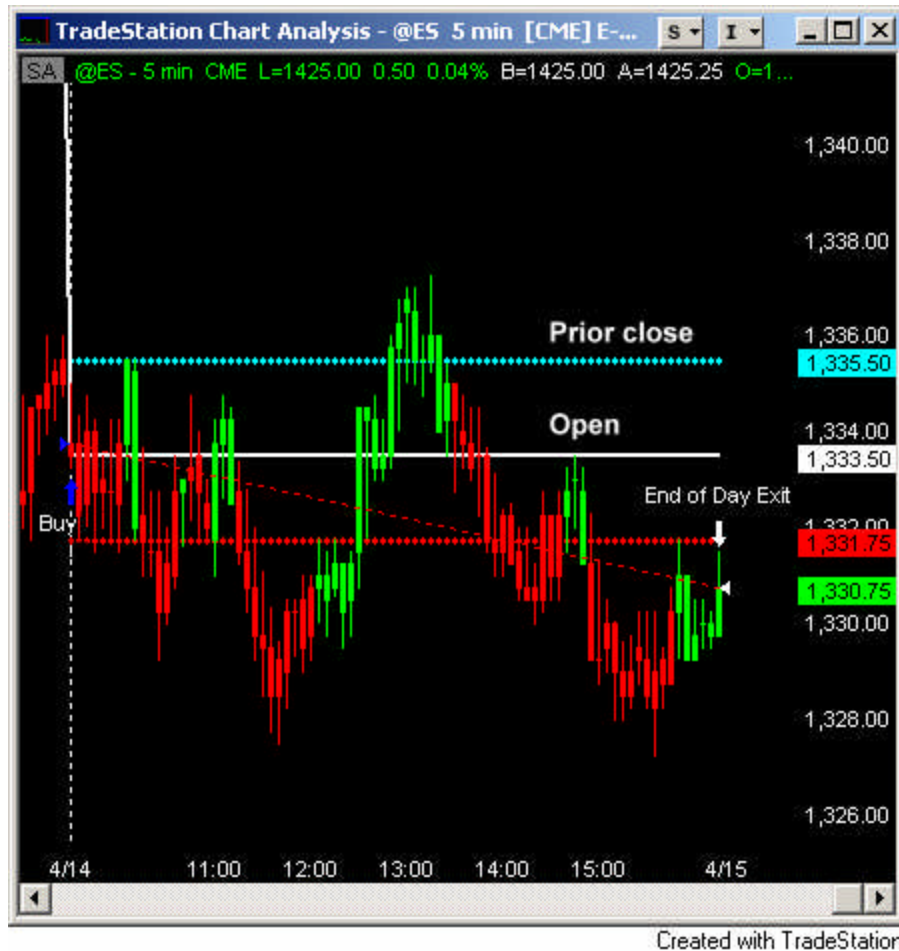 TradeStation Chart Analysis - @ES 5 min [CME] E-...
S
I
SA @ES - 5 min CME L=1425.00 0.50 0.04% B=1425.00 A=1425.25 O=1...
1,340.00
1,338.00
Prior close
1,336.00
1,335.50
Open
1,334.00
1,333.50
End of Day Exit
Buy
1,332.00
1,331.75
1,330.75
1,330.00
1,328.00
1,326.00
4/14 11:00 12:00 13:00 14:00 15:00 4/15
Created with TradeStation